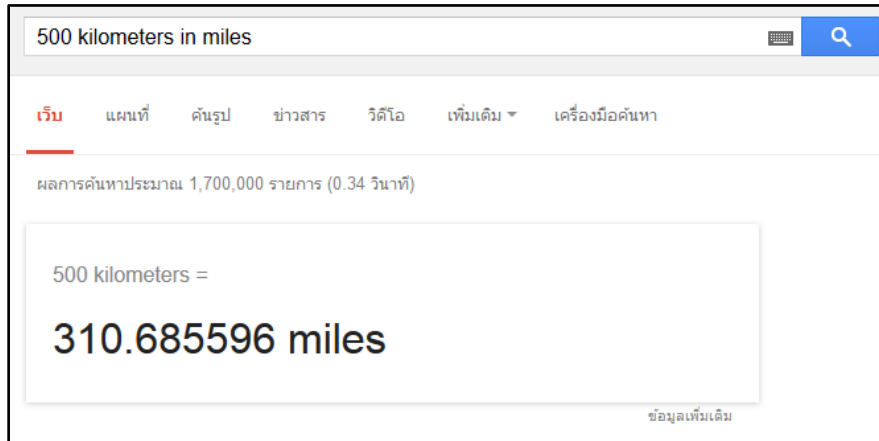 500 kilometers in miles
เว็บ แผนที่ ค้นรูป ข่าวสาร วิดีโอ เพิ่มเติม เครื่องมือค้นหา
ผลการค้นหาประมาณ 1,700,000 รายการ (0.34 วินาที)
500 kilometers =
310.685596 miles
ข้อมูลเพิ่มเติม